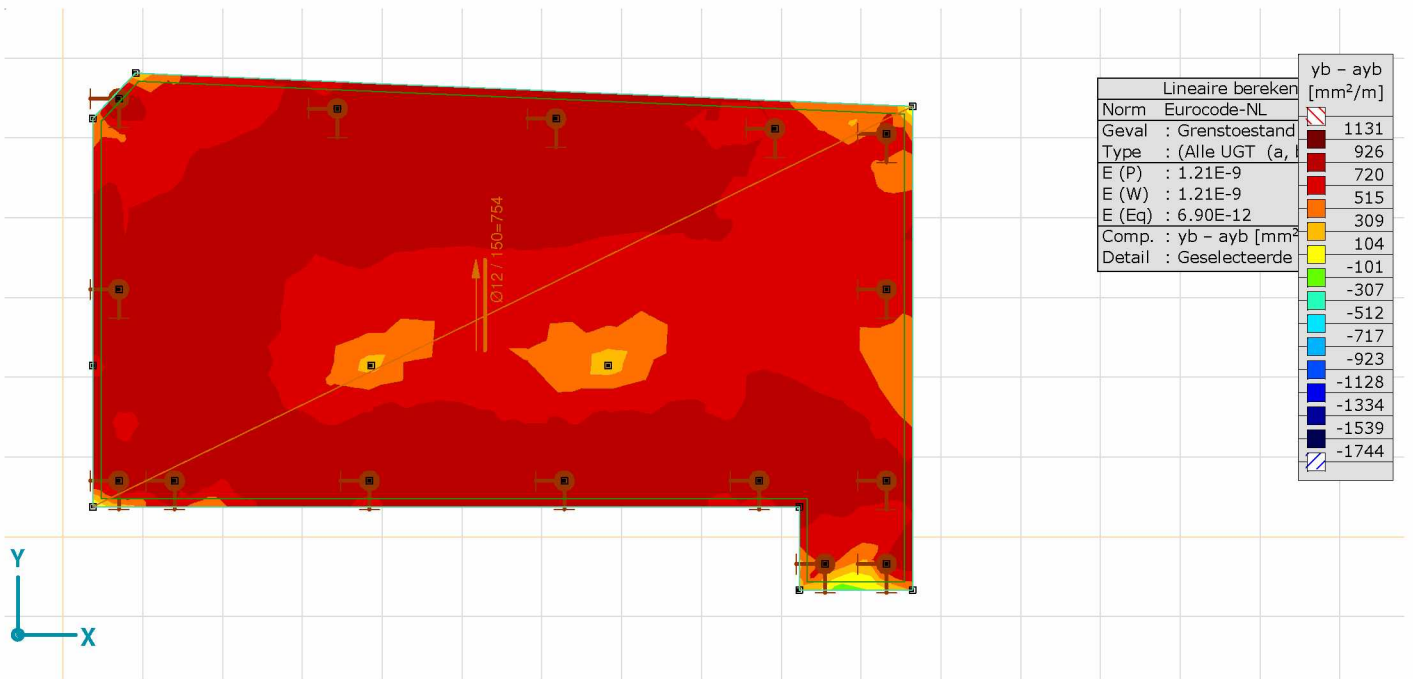 yb – ayb
[mm²/m]
1131
926
720
515
309
104
-101
-307
-512
-717
-923
-1128
-1334
-1539
-1744
Lineaire bereken
Norm Eurocode-NL
Geval : Grenstoestand
Type : (Alle UGT (a,
E (P) : 1.21E-9
E (W) : 1.21E-9
E (Eq) : 6.90E-12
Comp. : yb – ayb [mm²
Detail : Geselecteerde
Ø12 / 150=754
Y
X